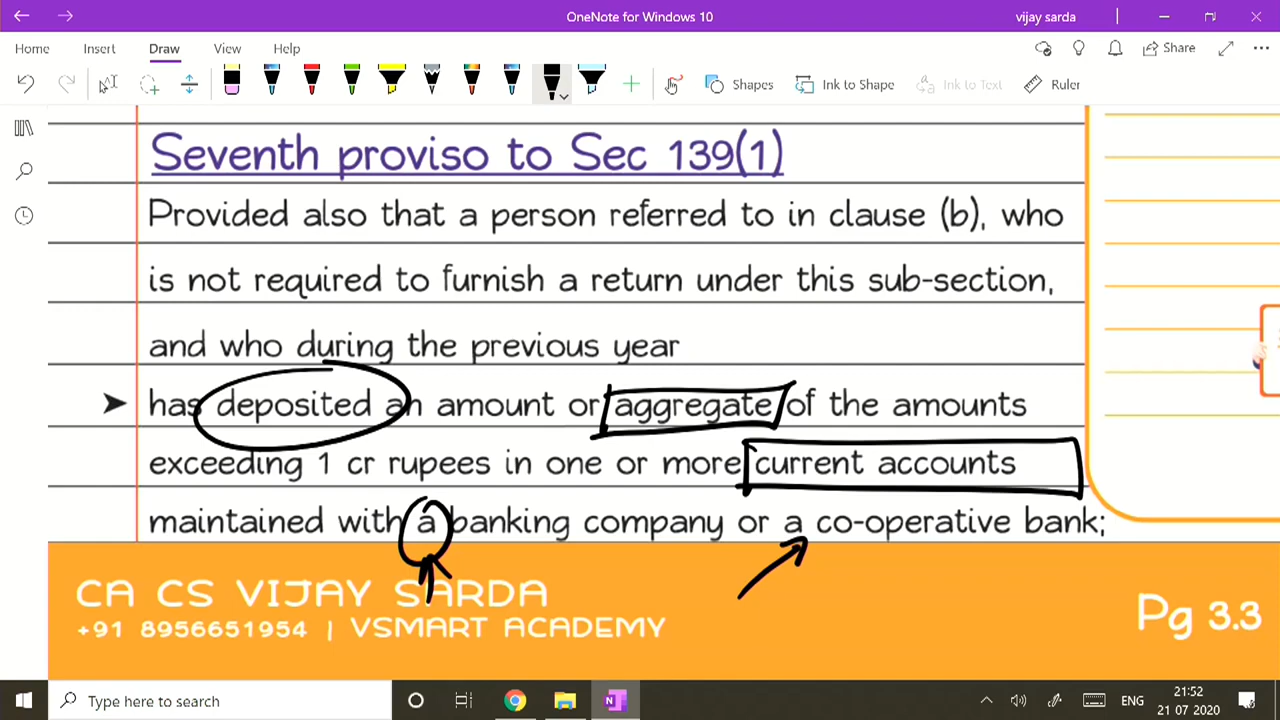 OneNote for Windows 10
vijay sarda
Home Insert Draw View Help
Share
Shapes Ink to Shape Ink to Text Ruler
Seventh proviso to Sec 139(1)
Provided also that a person referred to in clause (b), who
is not required to furnish a return under this sub-section,
and who during the previous year
➤ has deposited an amount or aggregate of the amounts
exceeding 1 cr rupees in one or more current accounts
maintained with a banking company or a co-operative bank;
CA CS VIJAY SARDA
+91 8956651954 | VSMART ACADEMY
Pg 3.3
Type here to search
ENG
21:52
21 07 2020